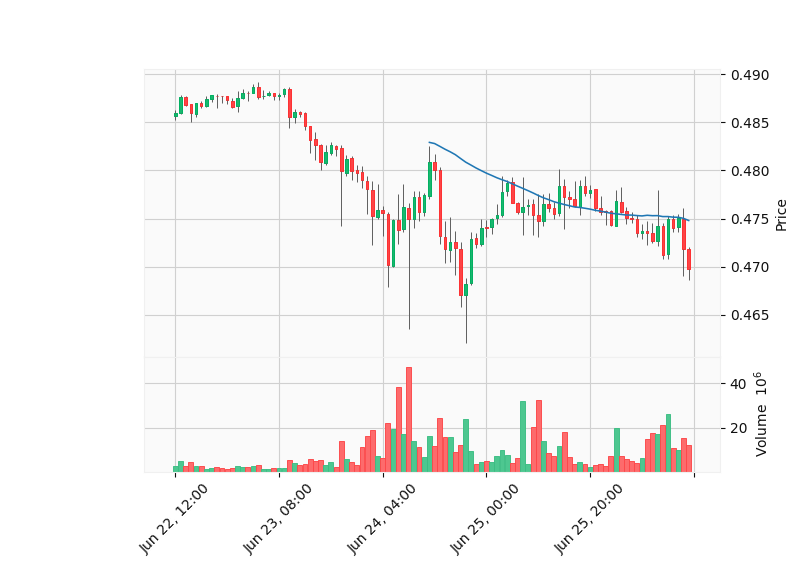 0.490
0.485
0.480
0.475
0.470
0.465
Price
40
20
Volume 10^6
Jun 22, 12:00
Jun 23, 08:00
Jun 24, 04:00
Jun 25, 00:00
Jun 25, 20:00